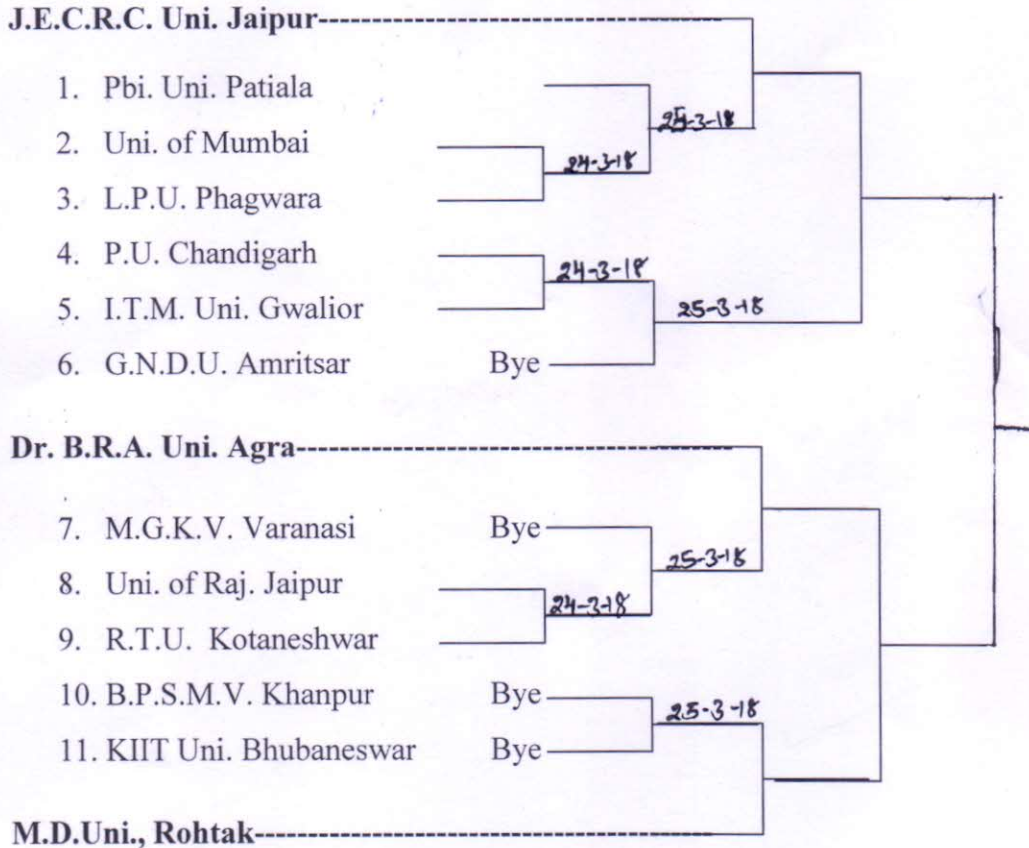 J.E.C.R.C. Uni. Jaipur
1. Pbi. Uni. Patiala
25-3-18
2. Uni. of Mumbai
24-3-18
3. L.P.U. Phagwara
4. P.U. Chandigarh
24-3-18
5. I.T.M. Uni. Gwalior
25-3-18
6. G.N.D.U. Amritsar Bye
Dr. B.R.A. Uni. Agra
7. M.G.K.V. Varanasi Bye
25-3-18
8. Uni. of Raj. Jaipur
24-3-18
9. R.T.U. Kotaneshwar
10. B.P.S.M.V. Khanpur Bye
25-3-18
11. KIIT Uni. Bhubaneswar Bye
M.D.Uni., Rohtak